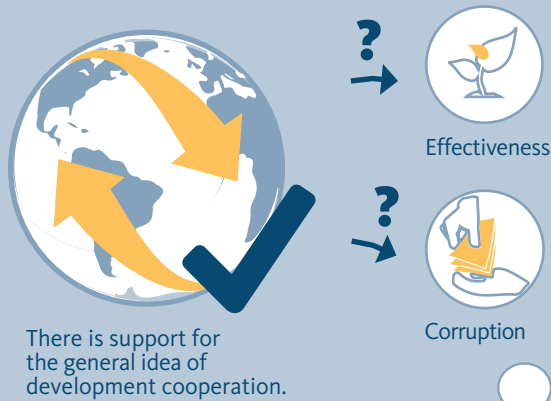 ?
Effectiveness
?
Corruption
There is support for
the general idea of
development cooperation.